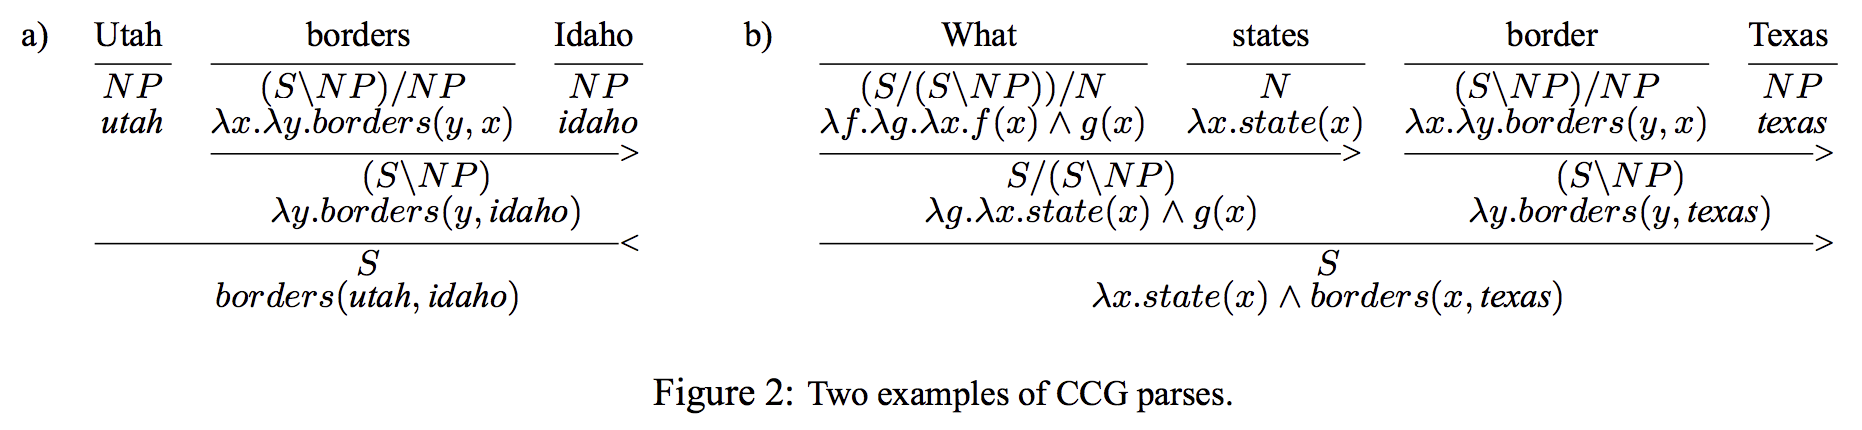 a) Utah borders Idaho b) What states border Texas
NP (S\NP)/NP NP (S/(S\NP))/N N (S\NP)/NP NP
utah λx.λy.borders(y, x) idaho λf.λg.λx.f(x) ∧ g(x) λx.state(x) λx.λy.borders(y, x) texas
> > >
(S\NP) S/(S\NP) (S\NP)
λy.borders(y, idaho) λg.λx.state(x) ∧ g(x) λy.borders(y, texas)
< >
S S
borders(utah, idaho) λx.state(x) ∧ borders(x, texas)
Figure 2: Two examples of CCG parses.